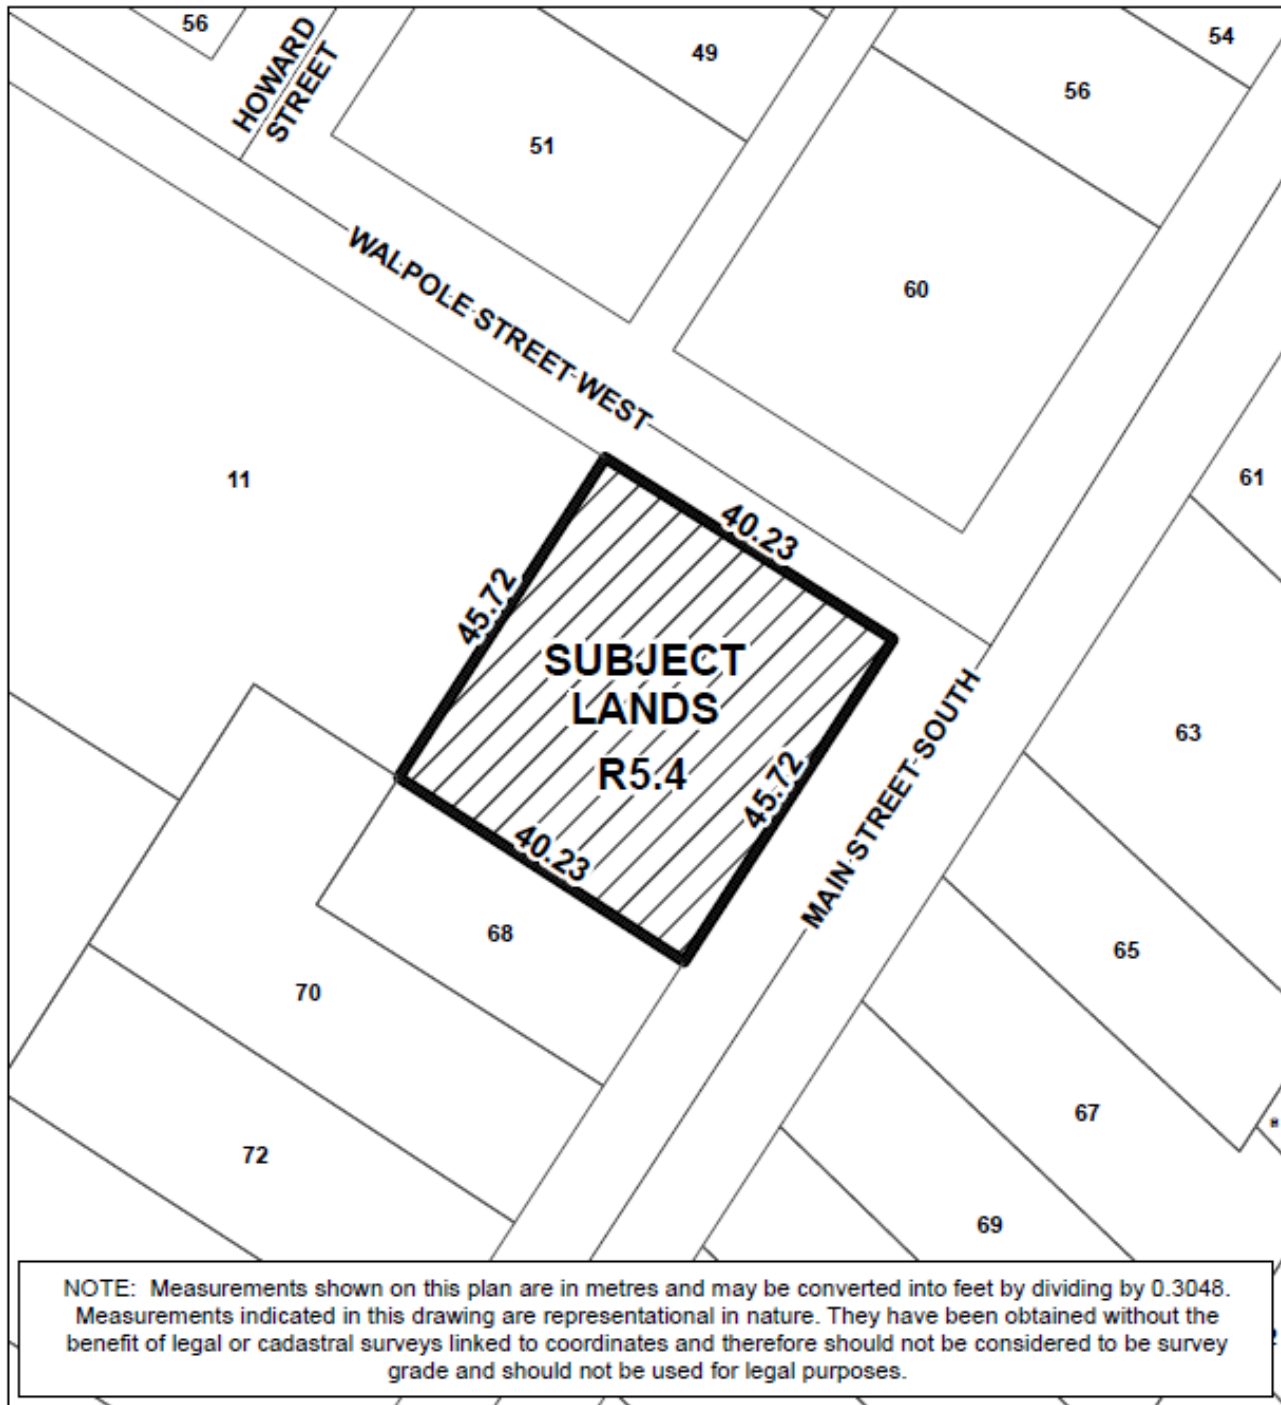 56
HOWARD
STREET
49
54
56
51
60
WALPOLE STREET WEST
11
61
40.23
45.72
SUBJECT
LANDS
R5.4
45.72
40.23
MAIN STREET SOUTH
63
68
65
70
67
72
69
NOTE: Measurements shown on this plan are in metres and may be converted into feet by dividing by 0.3048.
Measurements indicated in this drawing are representational in nature. They have been obtained without the
benefit of legal or cadastral surveys linked to coordinates and therefore should not be considered to be survey
grade and should not be used for legal purposes.